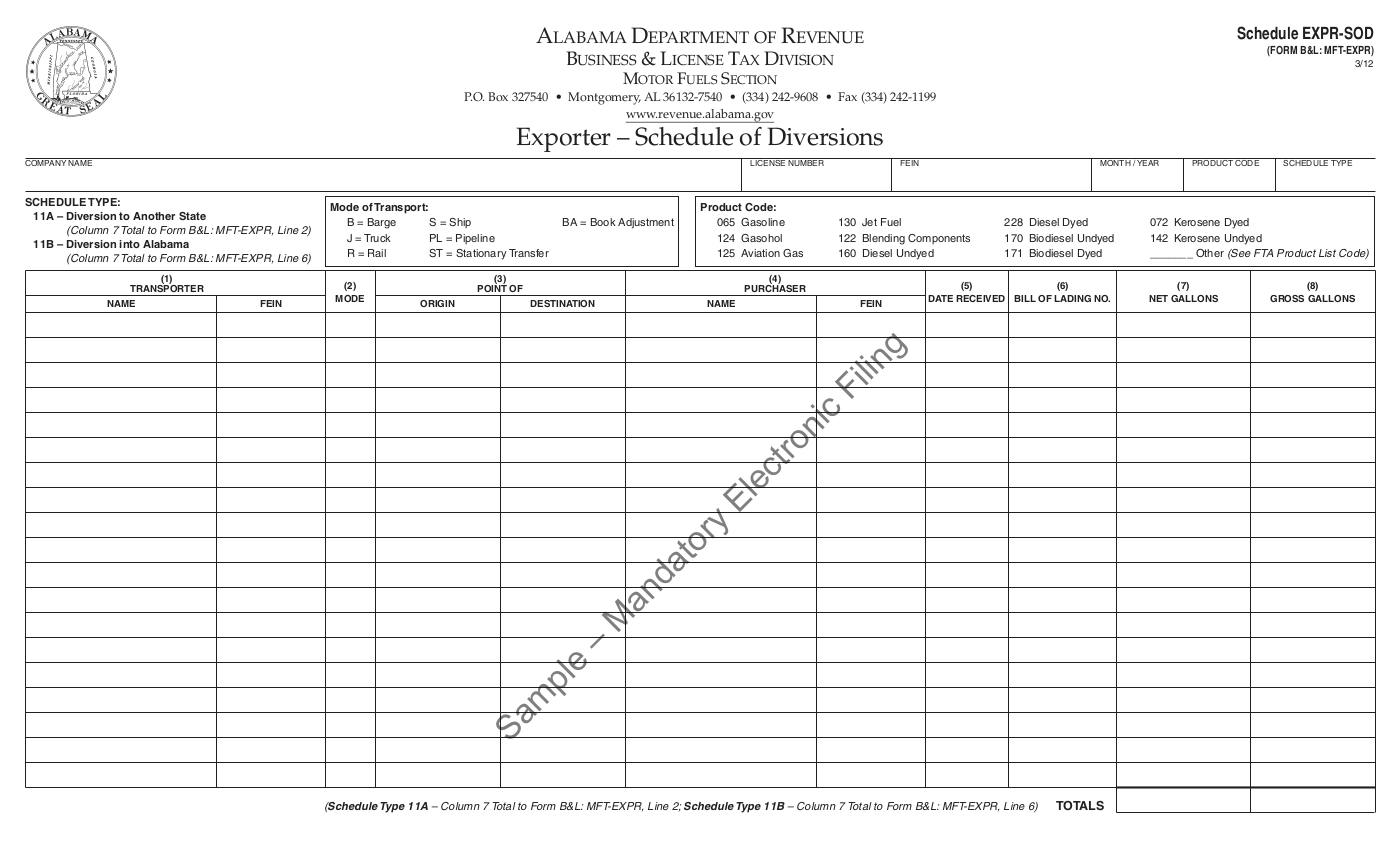 ALABAMA
GREAT SEAL
ALABAMA DEPARTMENT OF REVENUE
BUSINESS & LICENSE TAX DIVISION
MOTOR FUELS SECTION
P.O. Box 327540 • Montgomery, AL 36132-7540 • (334) 242-9608 • Fax (334) 242-1199
www.revenue.alabama.gov
Exporter – Schedule of Diversions
Schedule EXPR-SOD
(FORM B&L: MFT-EXPR)
3/12
COMPANY NAME LICENSE NUMBER FEIN MONTH / YEAR PRODUCT CODE SCHEDULE TYPE
SCHEDULE TYPE:
11A – Diversion to Another State
(Column 7 Total to Form B&L: MFT-EXPR, Line 2)
11B – Diversion into Alabama
(Column 7 Total to Form B&L: MFT-EXPR, Line 6)
Mode of Transport:
B = Barge S = Ship BA = Book Adjustment
J = Truck PL = Pipeline
R = Rail ST = Stationary Transfer
Product Code:
065 Gasoline 130 Jet Fuel 228 Diesel Dyed 072 Kerosene Dyed
124 Gasohol 122 Blending Components 170 Biodiesel Undyed 142 Kerosene Undyed
125 Aviation Gas 160 Diesel Undyed 171 Biodiesel Dyed _______ Other (See FTA Product List Code)
(1) (2) (3) (4) (5) (6) (7) (8)
TRANSPORTER MODE POINT OF PURCHASER DATE RECEIVED BILL OF LADING NO. NET GALLONS GROSS GALLONS
NAME FEIN ORIGIN DESTINATION NAME FEIN
Sample – Mandatory Electronic Filing
(Schedule Type 11A – Column 7 Total to Form B&L: MFT-EXPR, Line 2; Schedule Type 11B – Column 7 Total to Form B&L: MFT-EXPR, Line 6) TOTALS